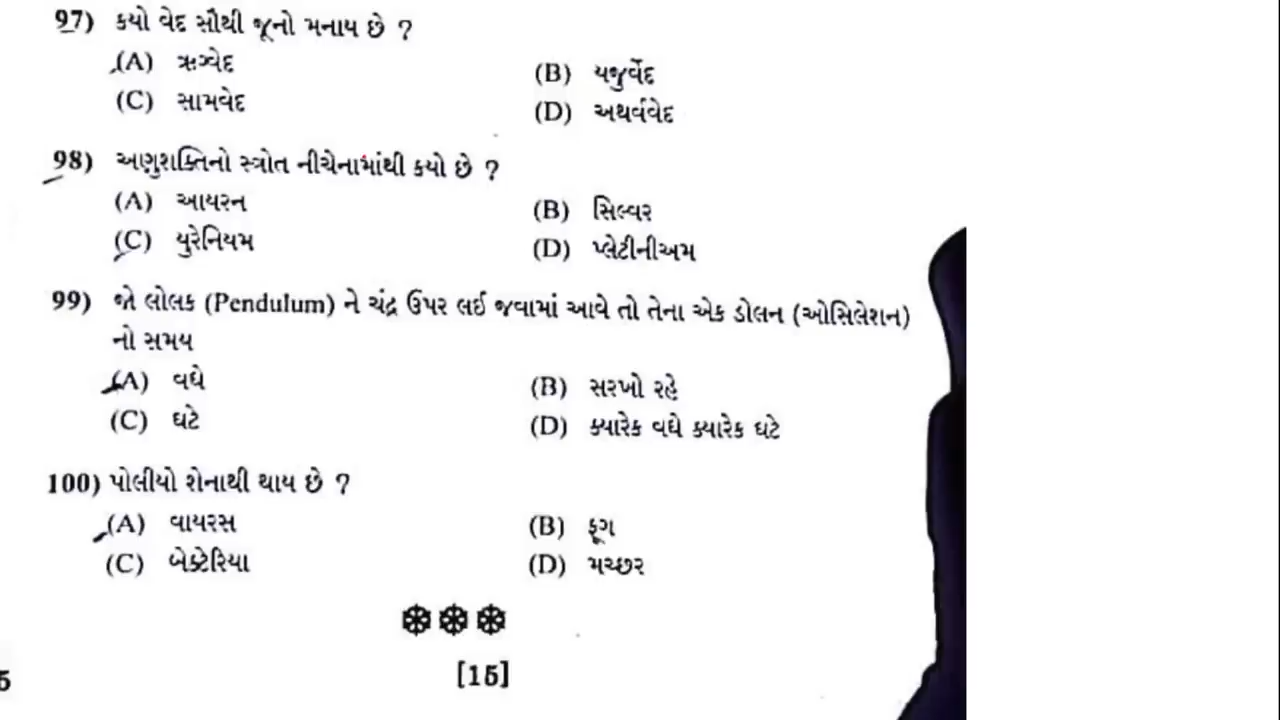 97) કયો વેદ સૌથી જૂનો મનાય છે ?
(A) ઋગ્વેદ (B) યજુર્વેદ
(C) સામવેદ (D) અથર્વવેદ
98) અણુશક્તિનો સ્ત્રોત નીચેનામાંથી કયો છે ?
(A) આયરન (B) સિલ્વર
(C) યુરેનિયમ (D) પ્લેટીનીઅમ
99) જો લોલક (Pendulum) ને ચંદ્ર ઉપર લઈ જવામાં આવે તો તેના એક ડોલન (ઓસિલેશન)
નો સમય
(A) વધે (B) સરખો રહે
(C) ઘટે (D) ક્યારેક વધે ક્યારેક ઘટે
100) પોલીયો શેનાથી થાય છે ?
(A) વાયરસ (B) ફૂગ
(C) બેક્ટેરિયા (D) મચ્છર
[15]
5